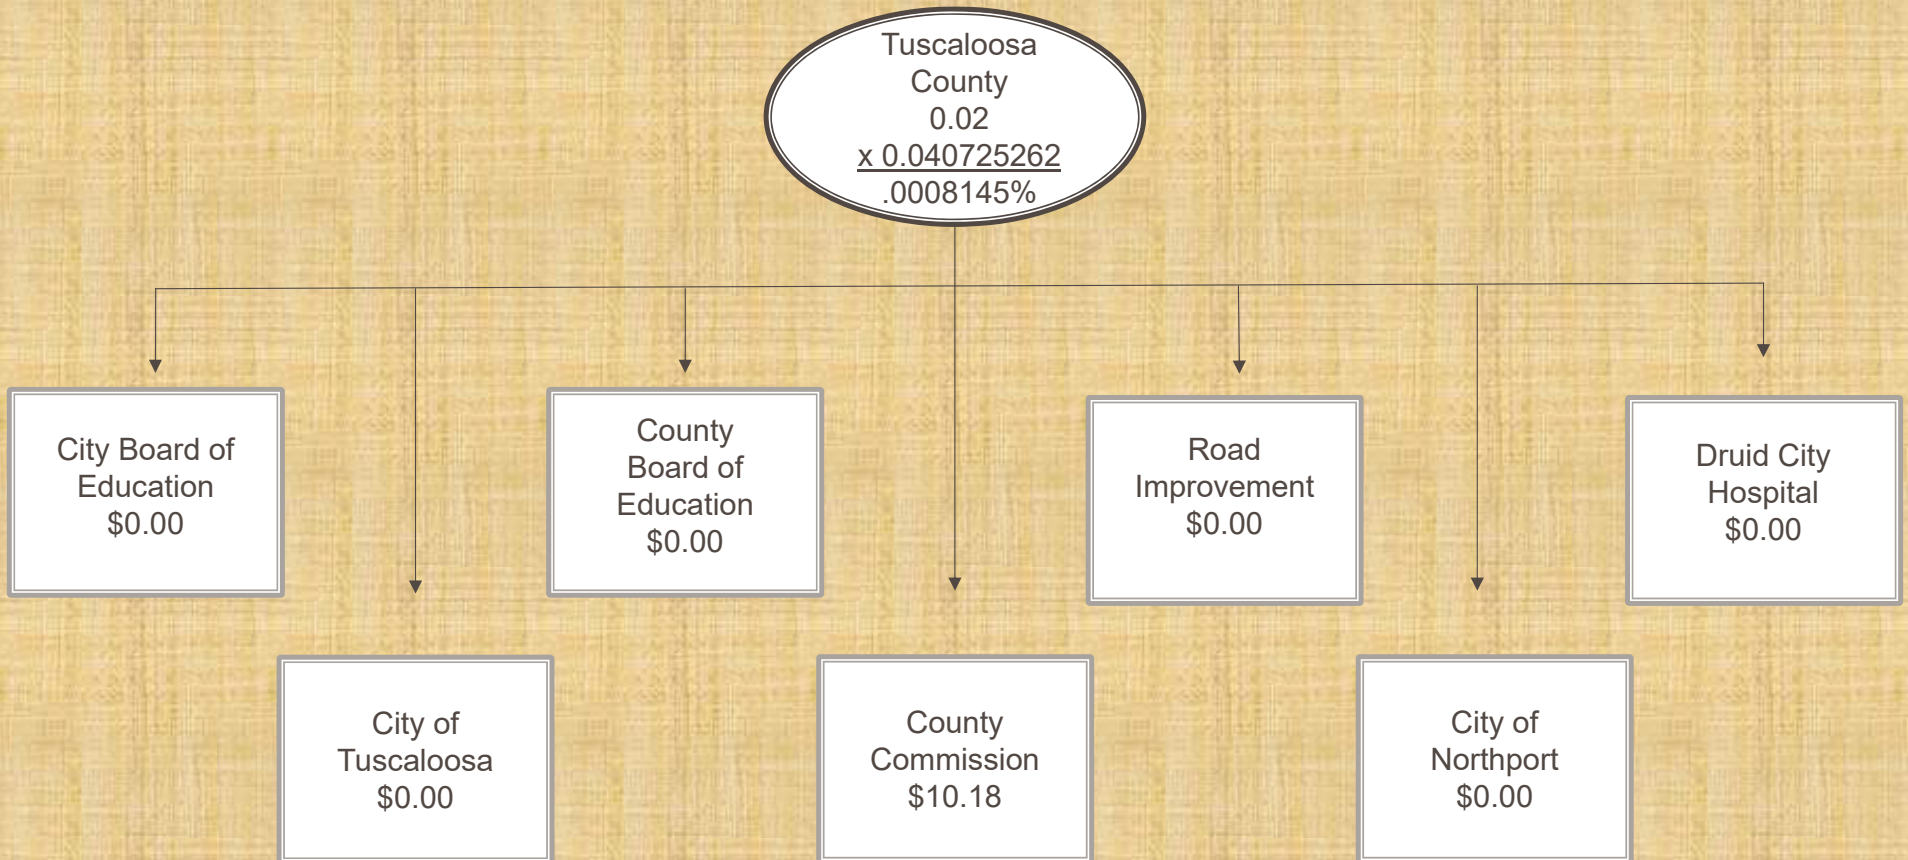 Tuscaloosa
County
0.02
x 0.040725262
.0008145%
City Board of
Education
$0.00
County
Board of
Education
$0.00
Road
Improvement
$0.00
Druid City
Hospital
$0.00
City of
Tuscaloosa
$0.00
County
Commission
$10.18
City of
Northport
$0.00